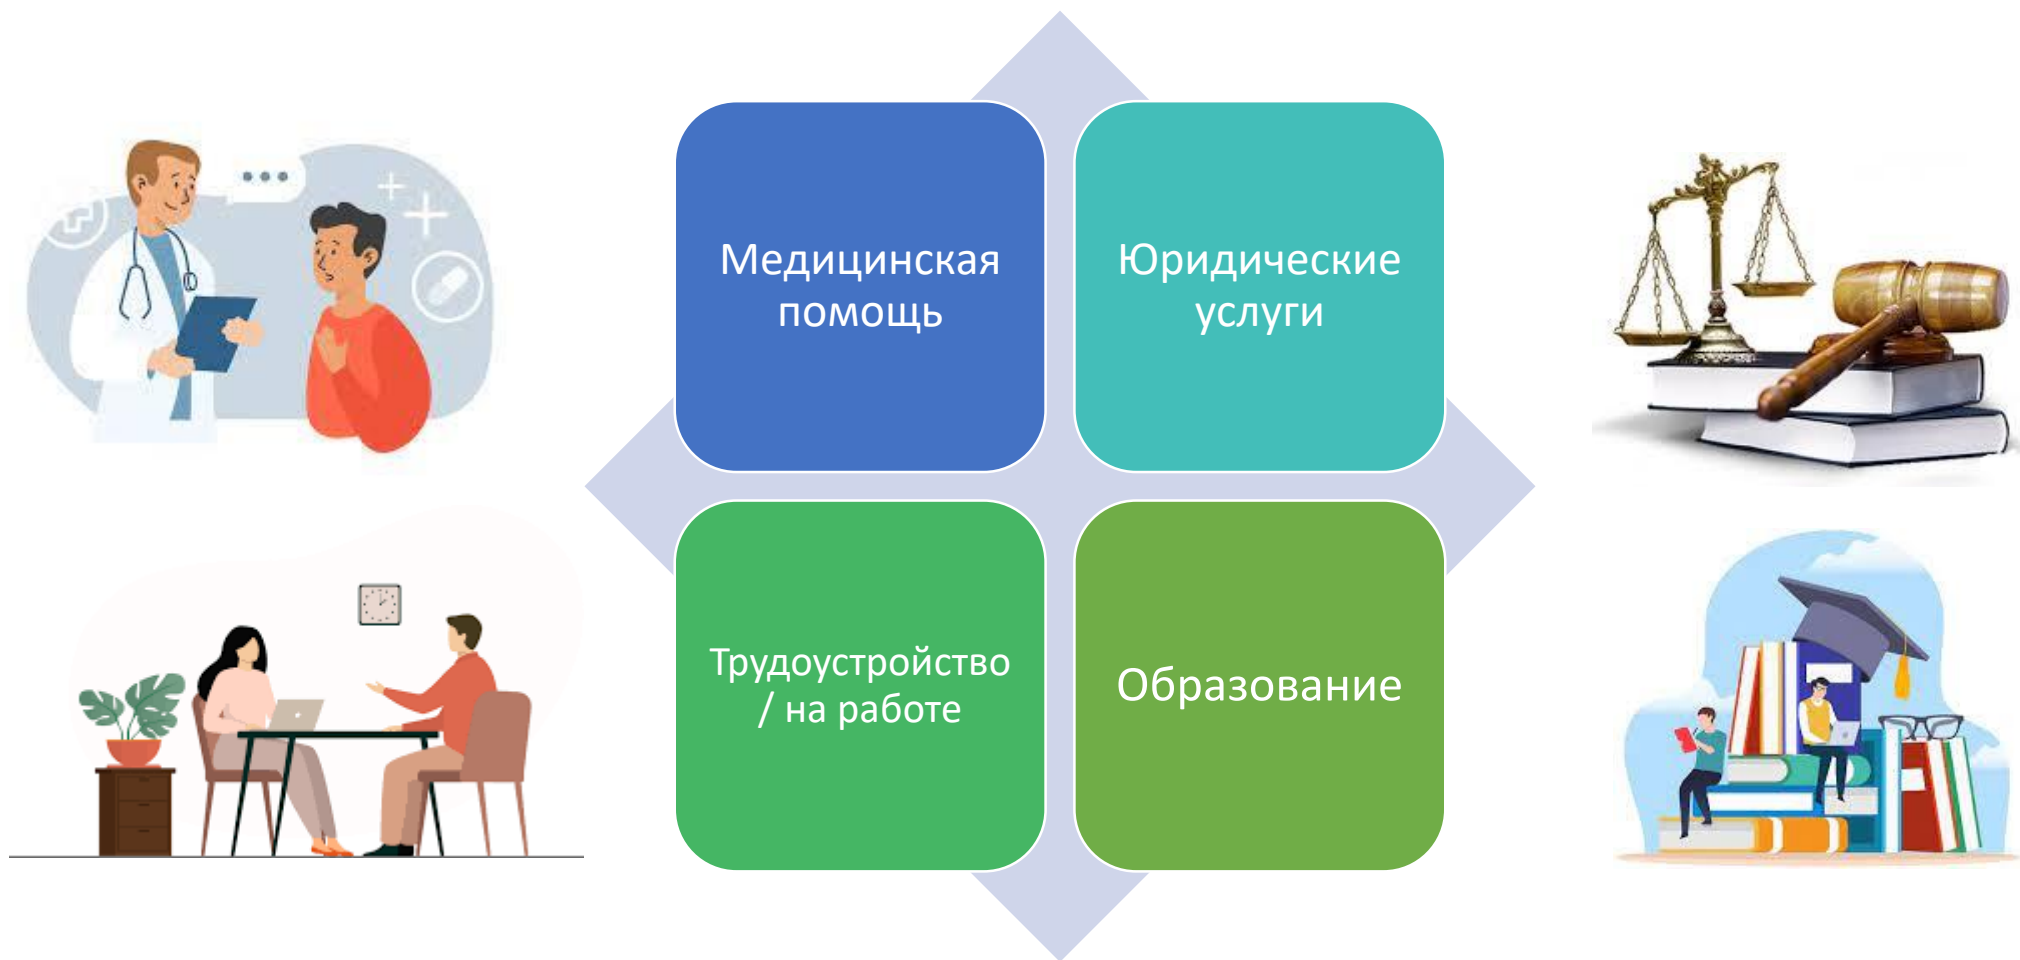 Медицинская
помощь
Юридические
услуги
Трудоустройство
/ на работе
Образование